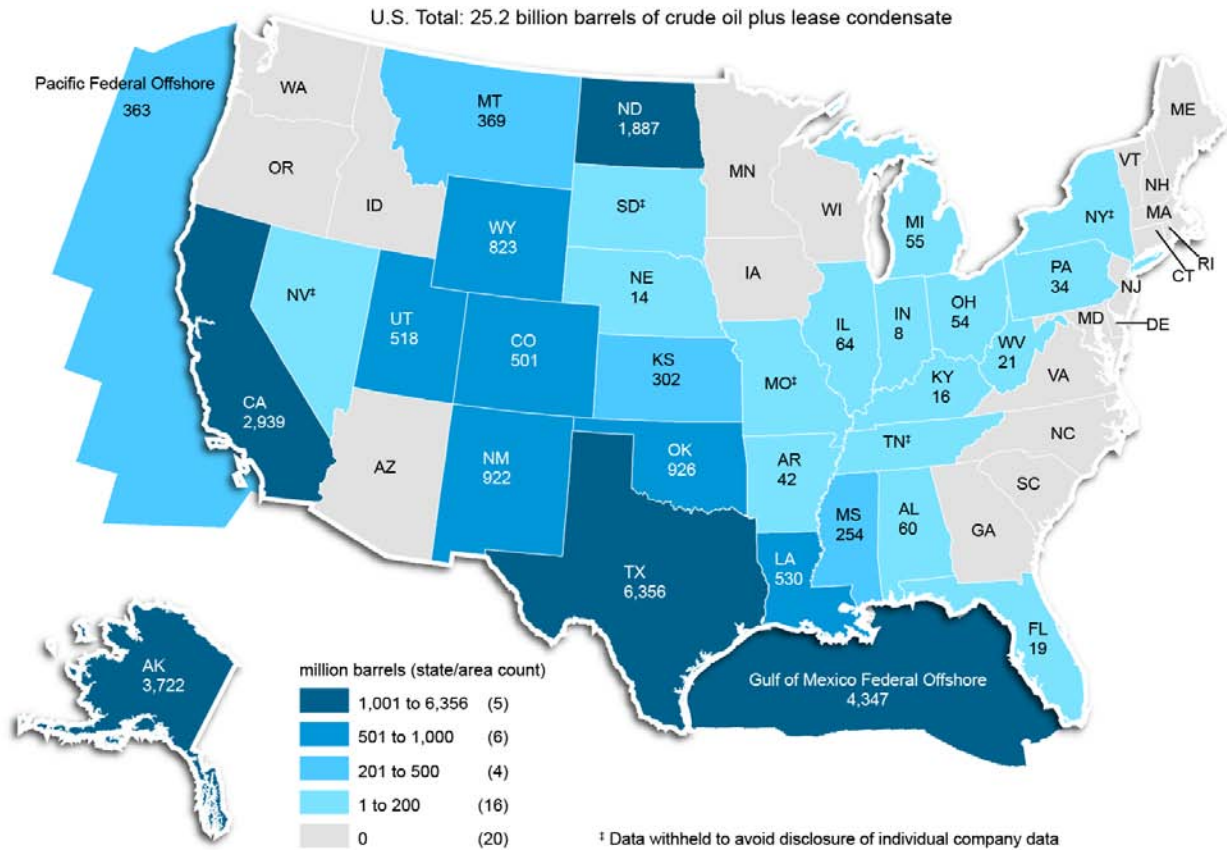 U.S. Total: 25.2 billion barrels of crude oil plus lease condensate
Pacific Federal Offshore
363
WA
OR
ID
MT
369
ND
1,887
MN
WI
MI
55
ME
VT
NH
MA
RI
CT
NY‡
SD‡
WY
823
NE
14
IA
IL
64
IN
8
OH
54
PA
34
NJ
MD
DE
WV
21
VA
KY
16
NV‡
UT
518
CO
501
KS
302
MO‡
CA
2,939
AZ
NM
922
OK
926
AR
42
TN‡
NC
SC
GA
AL
60
MS
254
LA
530
TX
6,356
FL
19
Gulf of Mexico Federal Offshore
4,347
AK
3,722
million barrels (state/area count)
1,001 to 6,356 (5)
501 to 1,000 (6)
201 to 500 (4)
1 to 200 (16)
0 (20)
‡ Data withheld to avoid disclosure of individual company data